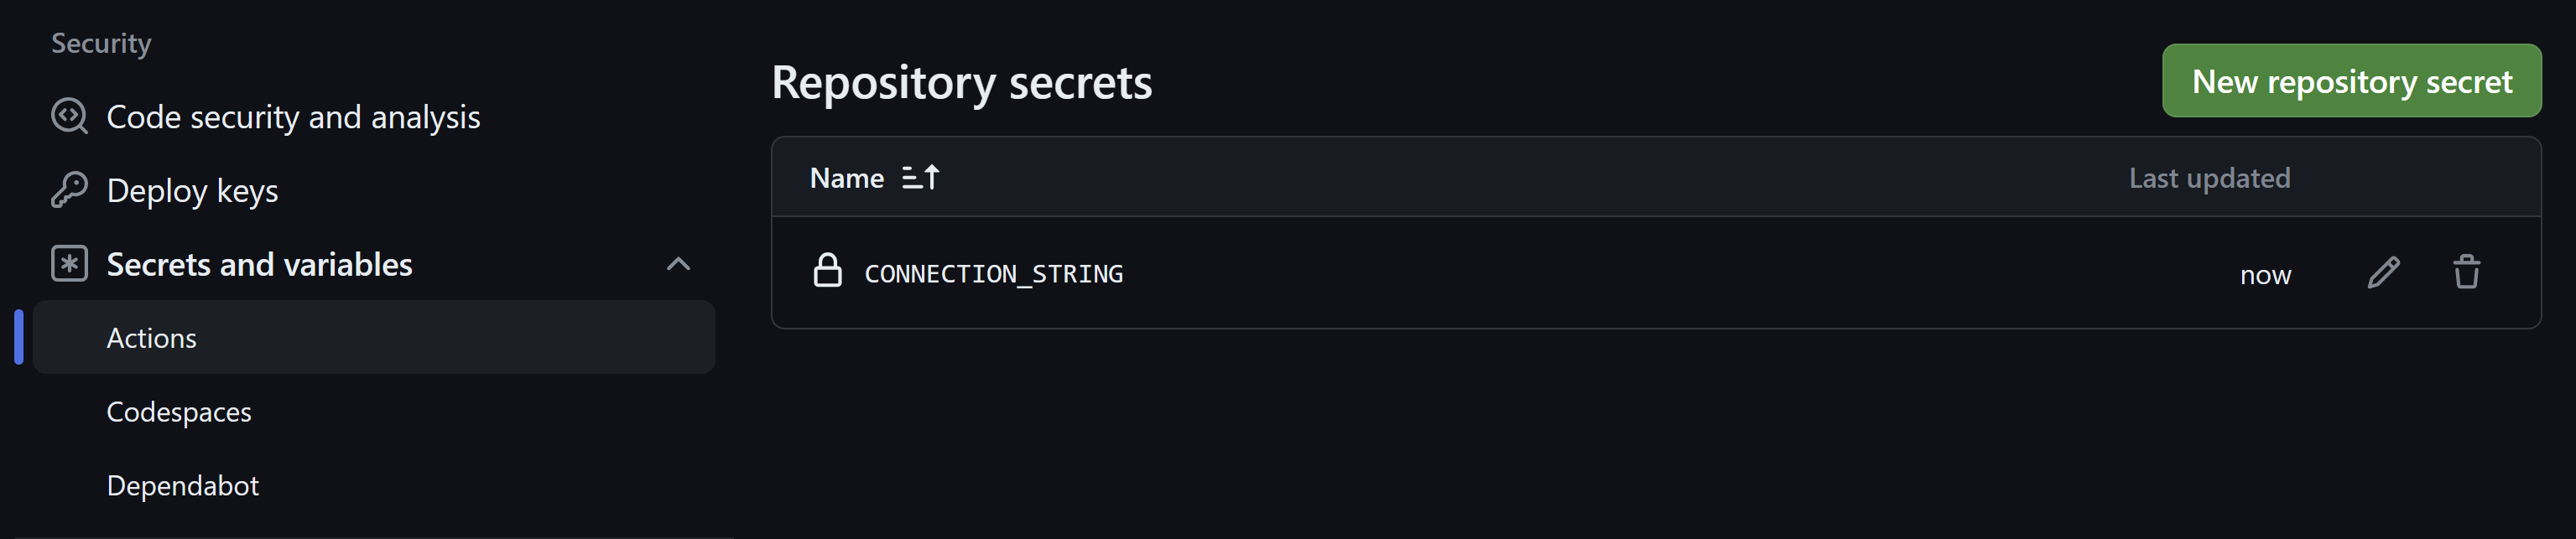 Security
Code security and analysis
Deploy keys
Secrets and variables
Actions
Codespaces
Dependabot
Repository secrets
New repository secret
Name
Last updated
CONNECTION_STRING
now